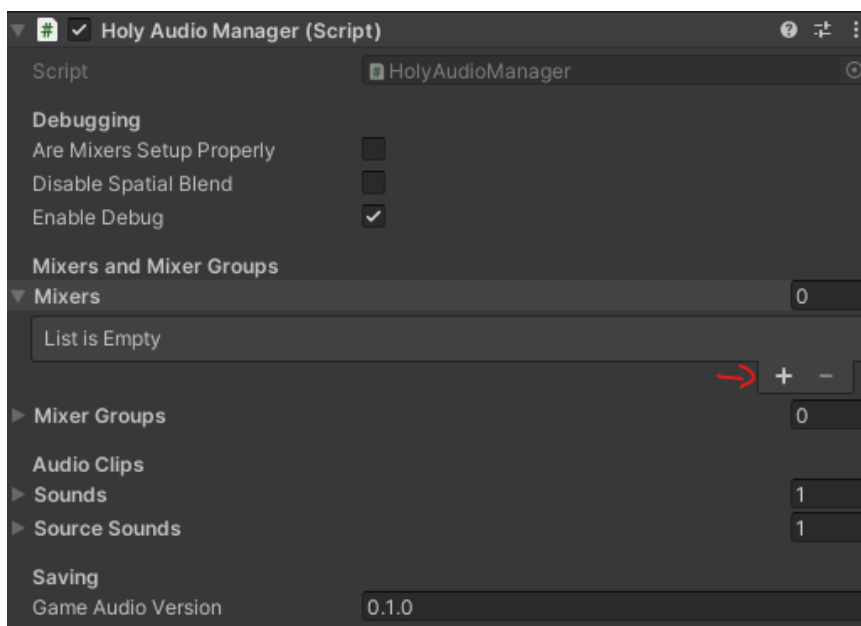 Holy Audio Manager (Script)
Script HolyAudioManager
Debugging
Are Mixers Setup Properly
Disable Spatial Blend
Enable Debug
Mixers and Mixer Groups
Mixers 0
List is Empty
+ −
Mixer Groups 0
Audio Clips
Sounds 1
Source Sounds 1
Saving
Game Audio Version 0.1.0